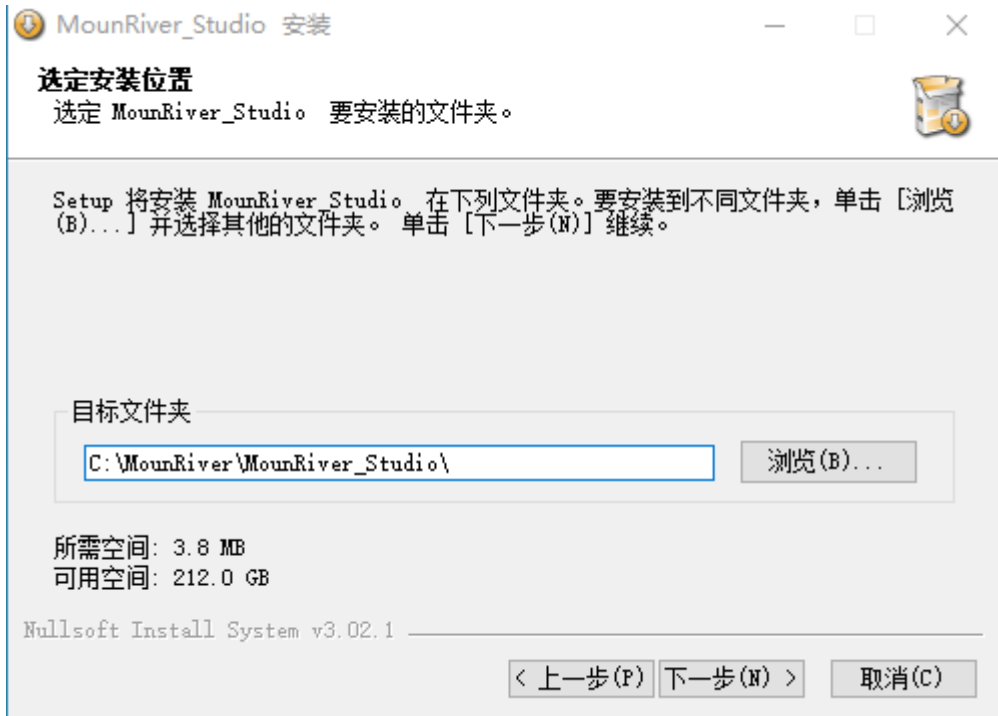 MounRiver_Studio 安装
选定安装位置
选定 MounRiver_Studio 要安装的文件夹。
Setup 将安装 MounRiver_Studio 在下列文件夹。要安装到不同文件夹，单击 [浏览
(B)...] 并选择其他的文件夹。 单击 [下一步(N)] 继续。
目标文件夹
C:\MounRiver\MounRiver_Studio\
浏览(B)...
所需空间: 3.8 MB
可用空间: 212.0 GB
Nullsoft Install System v3.02.1
< 上一步(P) 下一步(N) > 取消(C)